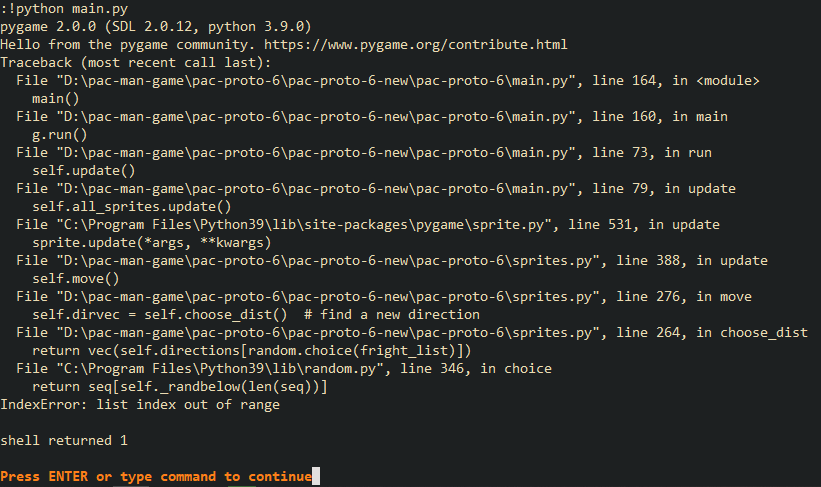 :!python main.py
pygame 2.0.0 (SDL 2.0.12, python 3.9.0)
Hello from the pygame community. https://www.pygame.org/contribute.html
Traceback (most recent call last):
  File "D:\pac-man-game\pac-proto-6\pac-proto-6-new\pac-proto-6\main.py", line 164, in <module>
    main()
  File "D:\pac-man-game\pac-proto-6\pac-proto-6-new\pac-proto-6\main.py", line 160, in main
    g.run()
  File "D:\pac-man-game\pac-proto-6\pac-proto-6-new\pac-proto-6\main.py", line 73, in run
    self.update()
  File "D:\pac-man-game\pac-proto-6\pac-proto-6-new\pac-proto-6\main.py", line 79, in update
    self.all_sprites.update()
  File "C:\Program Files\Python39\lib\site-packages\pygame\sprite.py", line 531, in update
    sprite.update(*args, **kwargs)
  File "D:\pac-man-game\pac-proto-6\pac-proto-6-new\pac-proto-6\sprites.py", line 388, in update
    self.move()
  File "D:\pac-man-game\pac-proto-6\pac-proto-6-new\pac-proto-6\sprites.py", line 276, in move
    self.dirvec = self.choose_dist()  # find a new direction
  File "D:\pac-man-game\pac-proto-6\pac-proto-6-new\pac-proto-6\sprites.py", line 264, in choose_dist
    return vec(self.directions[random.choice(fright_list)])
  File "C:\Program Files\Python39\lib\random.py", line 346, in choice
    return seq[self._randbelow(len(seq))]
IndexError: list index out of range
shell returned 1
Press ENTER or type command to continue